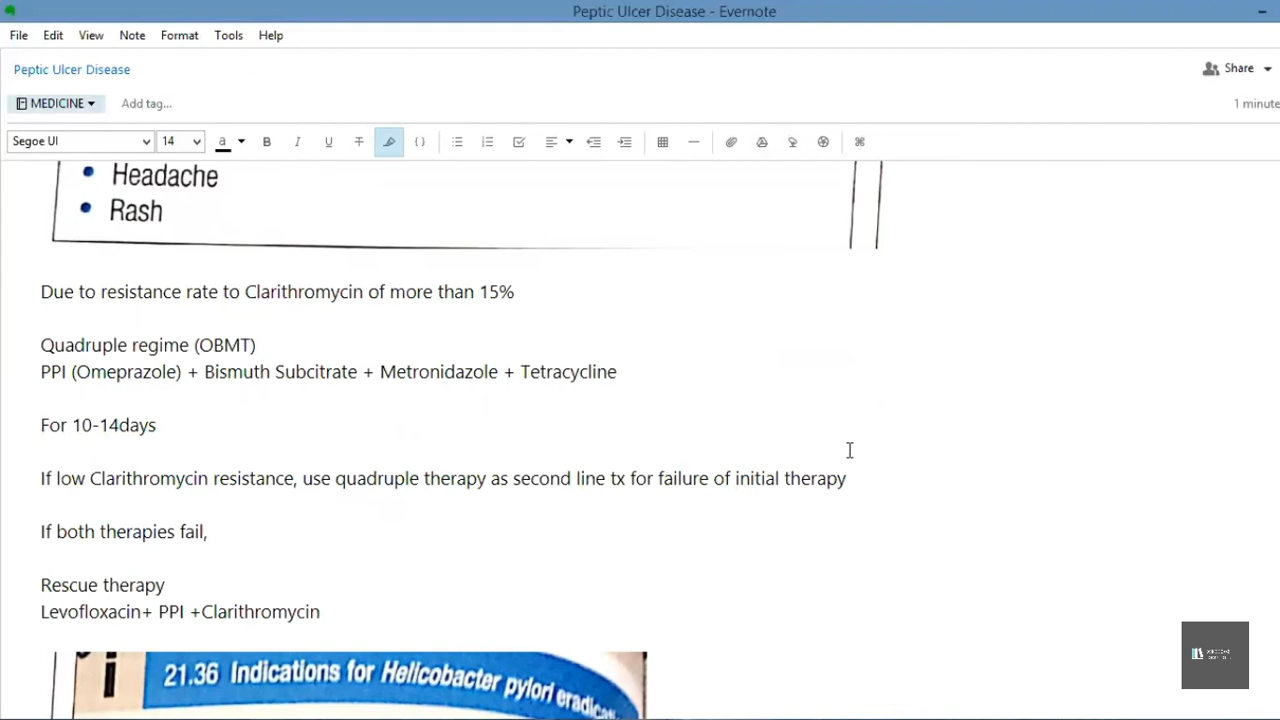 Peptic Ulcer Disease - Evernote
File Edit View Note Format Tools Help
Peptic Ulcer Disease
Share
MEDICINE Add tag...
1 minute
Segoe UI 14 a B I U T { }
• Headache
• Rash
Due to resistance rate to Clarithromycin of more than 15%
Quadruple regime (OBMT)
PPI (Omeprazole) + Bismuth Subcitrate + Metronidazole + Tetracycline
For 10-14days
If low Clarithromycin resistance, use quadruple therapy as second line tx for failure of initial therapy
If both therapies fail,
Rescue therapy
Levofloxacin+ PPI +Clarithromycin
21.36 Indications for Helicobacter pylori eradica